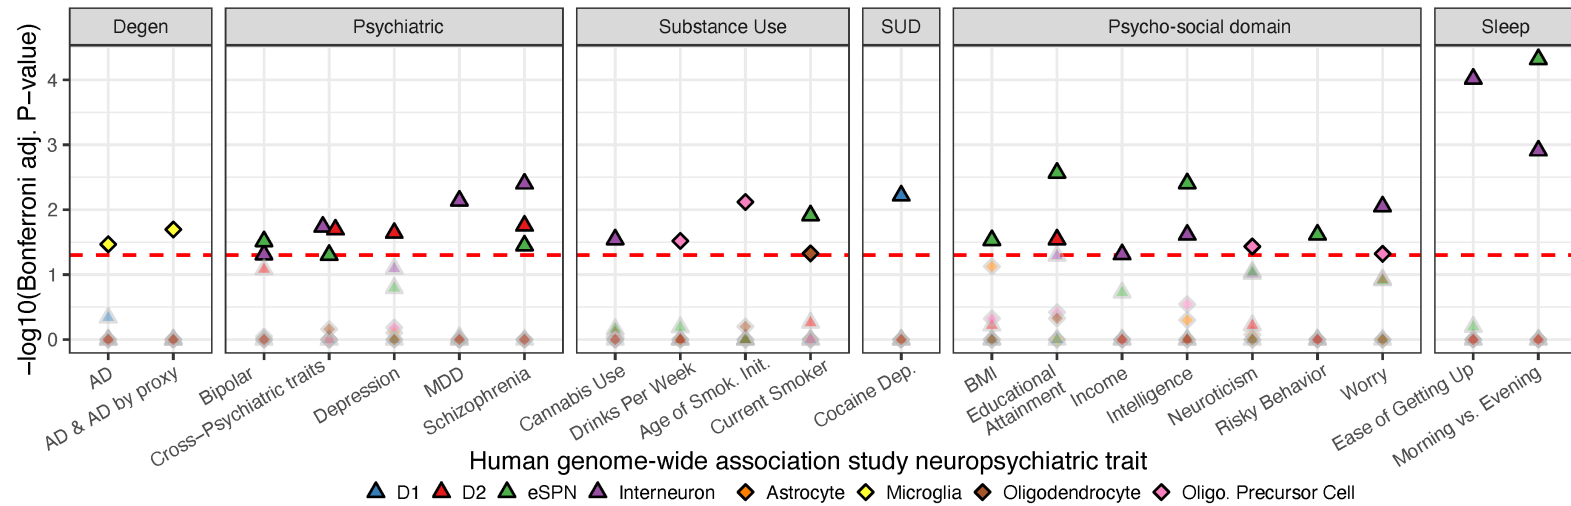 Degen Psychiatric Substance Use SUD Psycho-social domain Sleep
−log10(Bonferroni adj. P−value)
4
3
2
1
0
AD
AD & AD by proxy
Bipolar
Cross−Psychiatric traits
Depression
MDD
Schizophrenia
Cannabis Use
Drinks Per Week
Age of Smok. Init.
Current Smoker
Cocaine Dep.
BMI
Educational
Attainment
Income
Intelligence
Neuroticism
Risky Behavior
Worry
Ease of Getting Up
Morning vs. Evening
Human genome-wide association study neuropsychiatric trait
D1 D2 eSPN Interneuron Astrocyte Microglia Oligodendrocyte Oligo. Precursor Cell